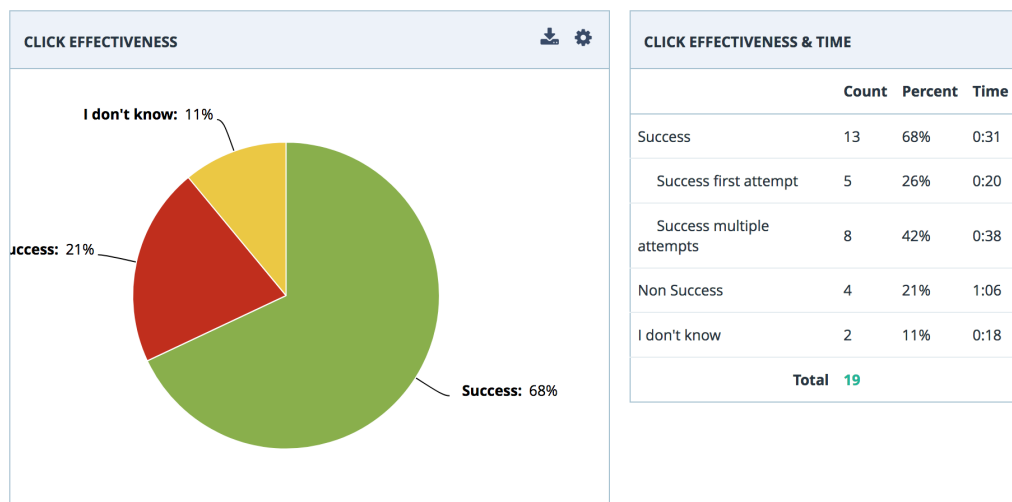 CLICK EFFECTIVENESS
I don't know: 11%
uccess: 21%
Success: 68%
CLICK EFFECTIVENESS & TIME
Count Percent Time
Success 13 68% 0:31
Success first attempt 5 26% 0:20
Success multiple
attempts 8 42% 0:38
Non Success 4 21% 1:06
I don't know 2 11% 0:18
Total 19